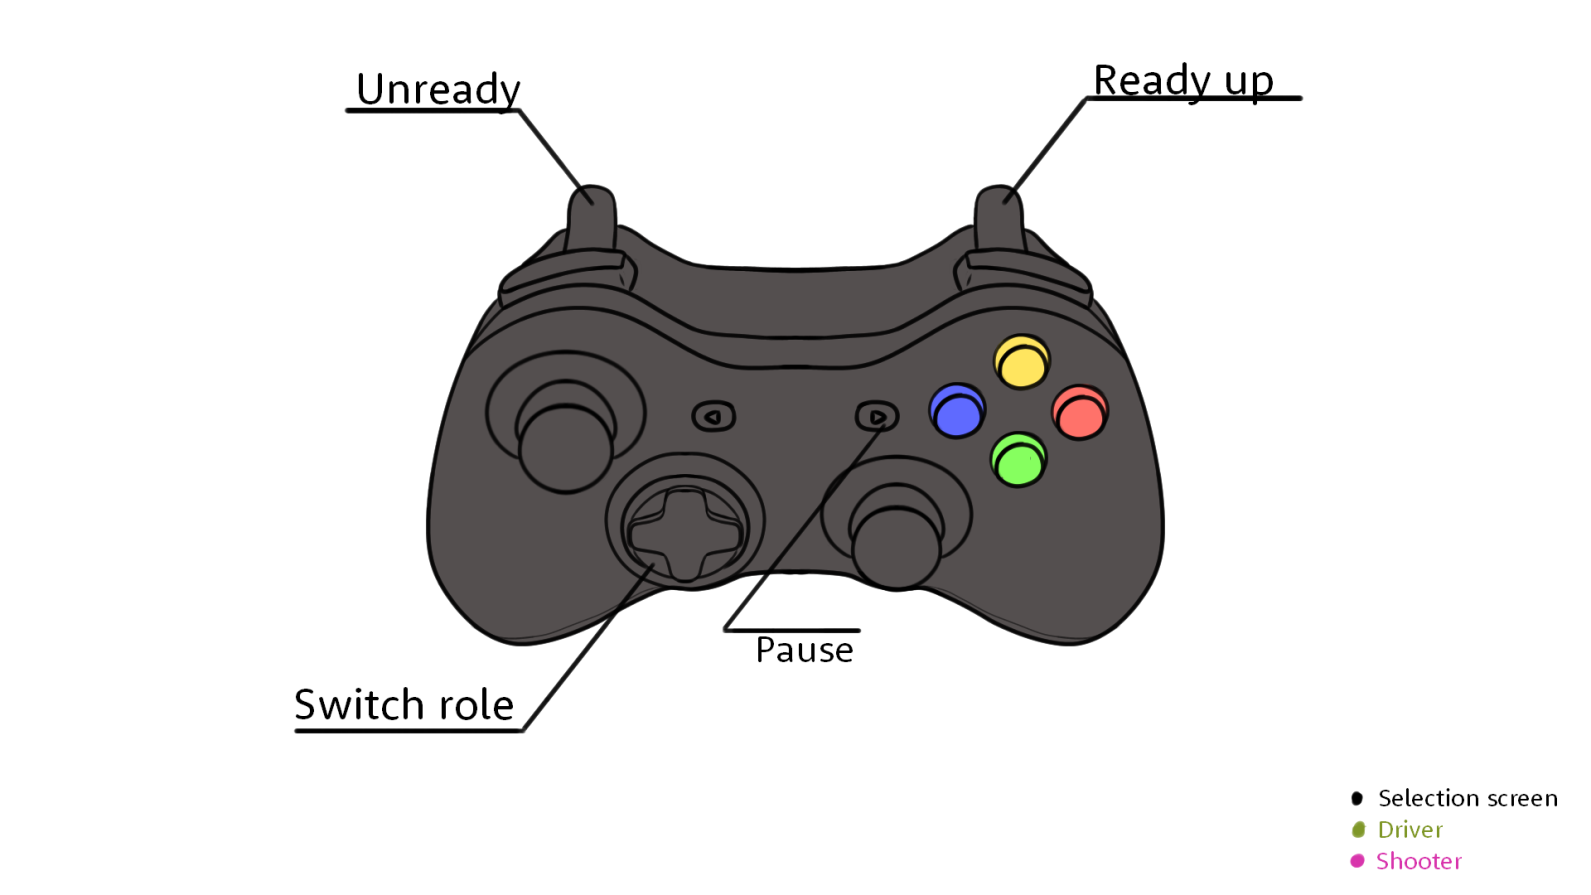 Unready
Ready up
Pause
Switch role
Selection screen
Driver
Shooter